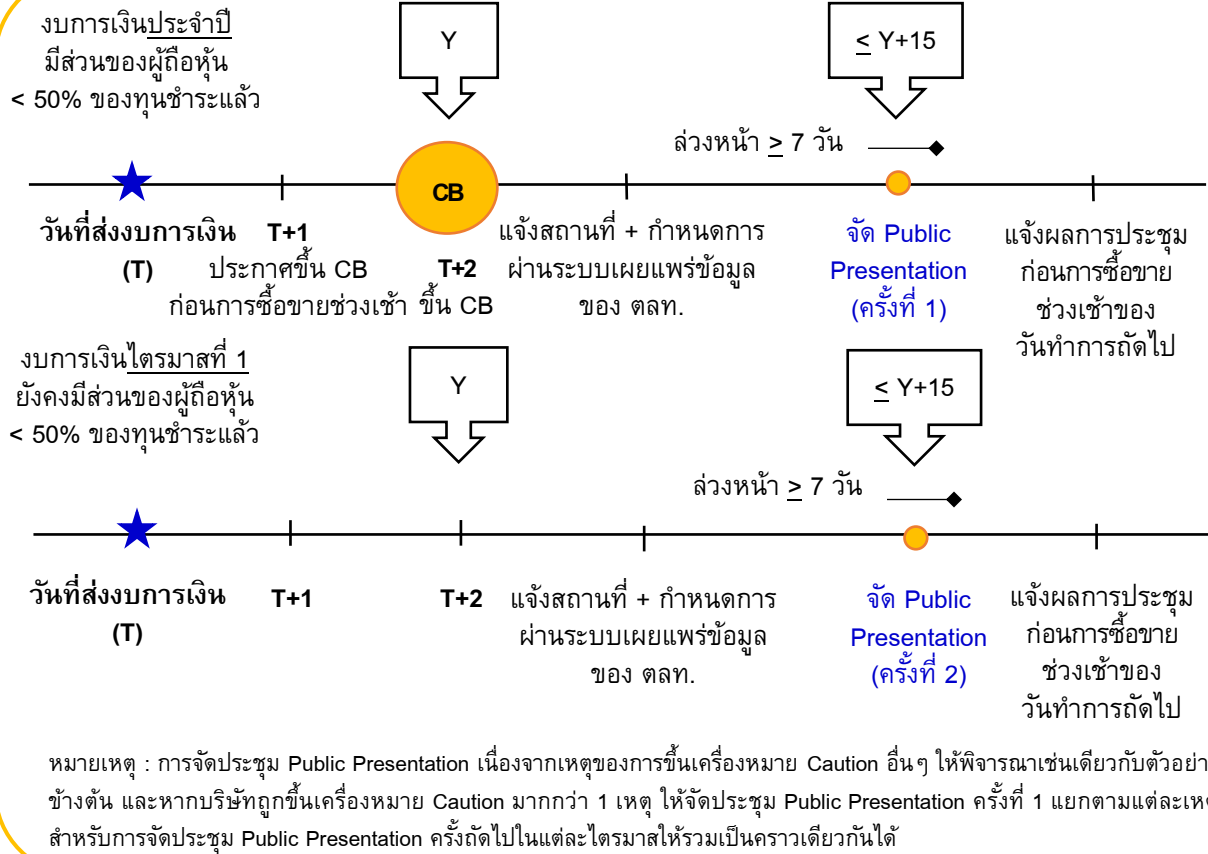 งบการเงินประจำปี
มีส่วนของผู้ถือหุ้น
< 50% ของทุนชำระแล้ว
Y
≤ Y+15
ล่วงหน้า ≥ 7 วัน
CB
วันที่ส่งงบการเงิน
(T)
T+1
ประกาศขึ้น CB
ก่อนการซื้อขายช่วงเช้า
T+2
ขึ้น CB
แจ้งสถานที่ + กำหนดการ
ผ่านระบบเผยแพร่ข้อมูล
ของ ตลท.
จัด Public
Presentation
(ครั้งที่ 1)
แจ้งผลการประชุม
ก่อนการซื้อขาย
ช่วงเช้าของ
วันทำการถัดไป
งบการเงินไตรมาสที่ 1
ยังคงมีส่วนของผู้ถือหุ้น
< 50% ของทุนชำระแล้ว
Y
≤ Y+15
ล่วงหน้า ≥ 7 วัน
วันที่ส่งงบการเงิน
(T)
T+1
T+2
แจ้งสถานที่ + กำหนดการ
ผ่านระบบเผยแพร่ข้อมูล
ของ ตลท.
จัด Public
Presentation
(ครั้งที่ 2)
แจ้งผลการประชุม
ก่อนการซื้อขาย
ช่วงเช้าของ
วันทำการถัดไป
หมายเหตุ : การจัดประชุม Public Presentation เนื่องจากเหตุของการขึ้นเครื่องหมาย Caution อื่นๆ ให้พิจารณาเช่นเดียวกับตัวอย่า
ข้างต้น และหากบริษัทถูกขึ้นเครื่องหมาย Caution มากกว่า 1 เหตุ ให้จัดประชุม Public Presentation ครั้งที่ 1 แยกตามแต่ละเหตุ
สำหรับการจัดประชุม Public Presentation ครั้งถัดไปในแต่ละไตรมาสให้รวมเป็นคราวเดียวกันได้